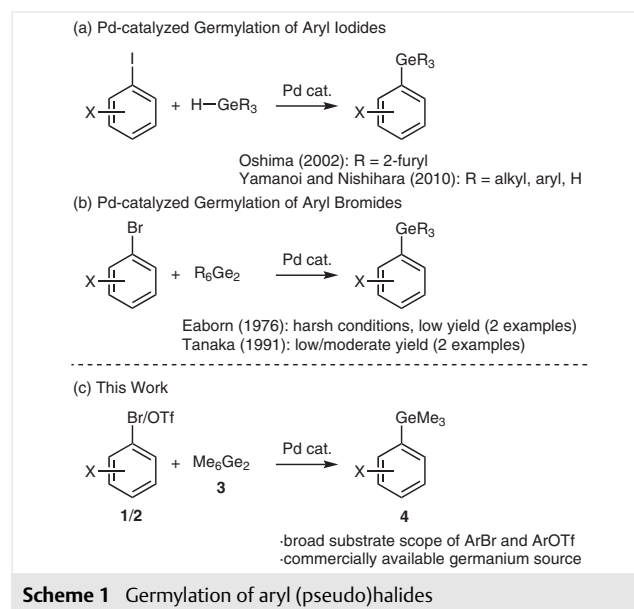 (a) Pd-catalyzed Germylation of Aryl Iodides
I
GeR3
X
+
H–GeR3
Pd cat.
X
Oshima (2002): R = 2-furyl
Yamanoi and Nishihara (2010): R = alkyl, aryl, H
(b) Pd-catalyzed Germylation of Aryl Bromides
Br
GeR3
X
+
R6Ge2
Pd cat.
X
Eaborn (1976): harsh conditions, low yield (2 examples)
Tanaka (1991): low/moderate yield (2 examples)
(c) This Work
Br/OTf
GeMe3
X
+
Me6Ge2
Pd cat.
X
3
1/2
4
·broad substrate scope of ArBr and ArOTf
·commercially available germanium source
Scheme 1 Germylation of aryl (pseudo)halides